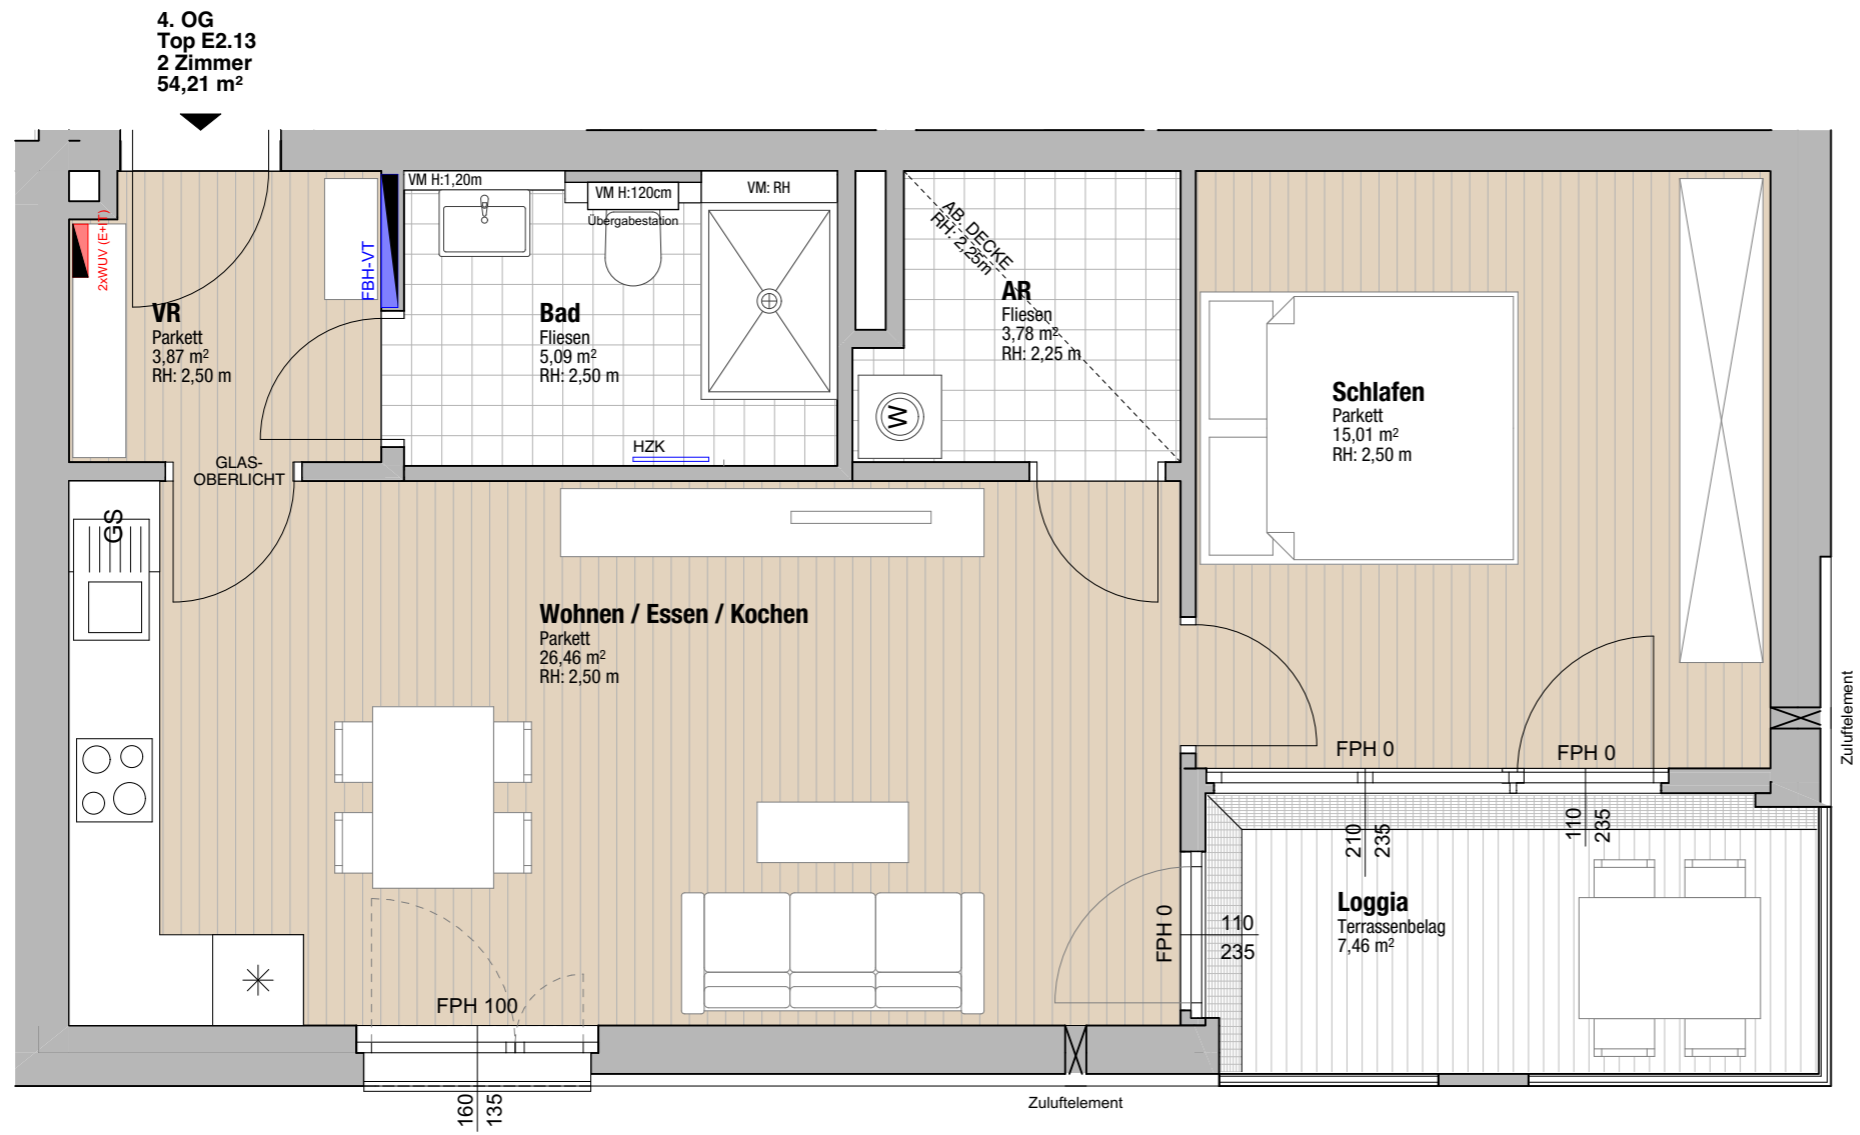 4. OG
Top E2.13
2 Zimmer
54,21 m²
VM H:1,20m
VM H:120cm
VM: RH
Übergabestation
2xWUV (E+IT)
FBH-VT
AB. DECKE
RH: 2,25m
VR
Parkett
3,87 m²
RH: 2,50 m
Bad
Fliesen
5,09 m²
RH: 2,50 m
AR
Fliesen
3,78 m²
RH: 2,25 m
Schlafen
Parkett
15,01 m²
RH: 2,50 m
W
HZK
GLAS-
OBERLICHT
GS
Wohnen / Essen / Kochen
Parkett
26,46 m²
RH: 2,50 m
Zuluftelement
FPH 0
FPH 0
210
235
110
235
Loggia
Terrassenbelag
7,46 m²
FPH 0
110
235
FPH 100
160
135
Zuluftelement